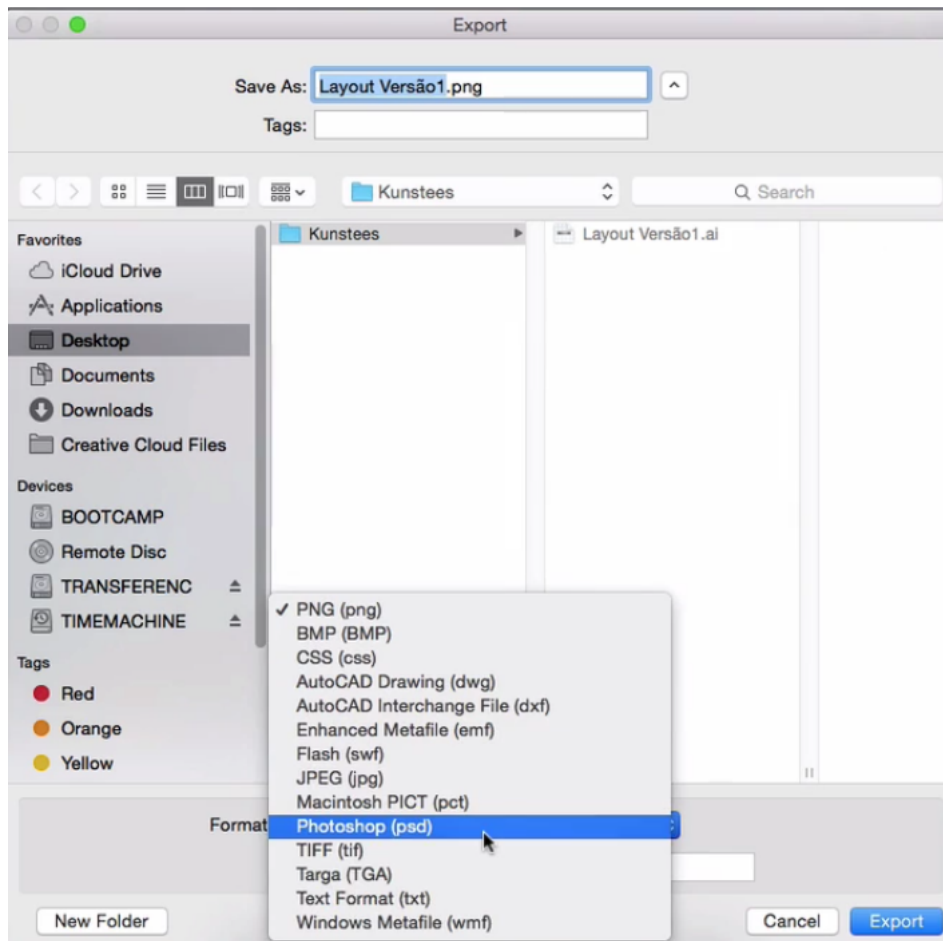 Export
Save As: Layout Versão1.png
Tags:
Kunstees
Search
Favorites
iCloud Drive
Applications
Desktop
Documents
Downloads
Creative Cloud Files
Devices
BOOTCAMP
Remote Disc
TRANSFERENC
TIMEMACHINE
Tags
Red
Orange
Yellow
Kunstees
Layout Versão1.ai
Format
✓ PNG (png)
BMP (BMP)
CSS (css)
AutoCAD Drawing (dwg)
AutoCAD Interchange File (dxf)
Enhanced Metafile (emf)
Flash (swf)
JPEG (jpg)
Macintosh PICT (pct)
Photoshop (psd)
TIFF (tif)
Targa (TGA)
Text Format (txt)
Windows Metafile (wmf)
New Folder
Cancel
Export